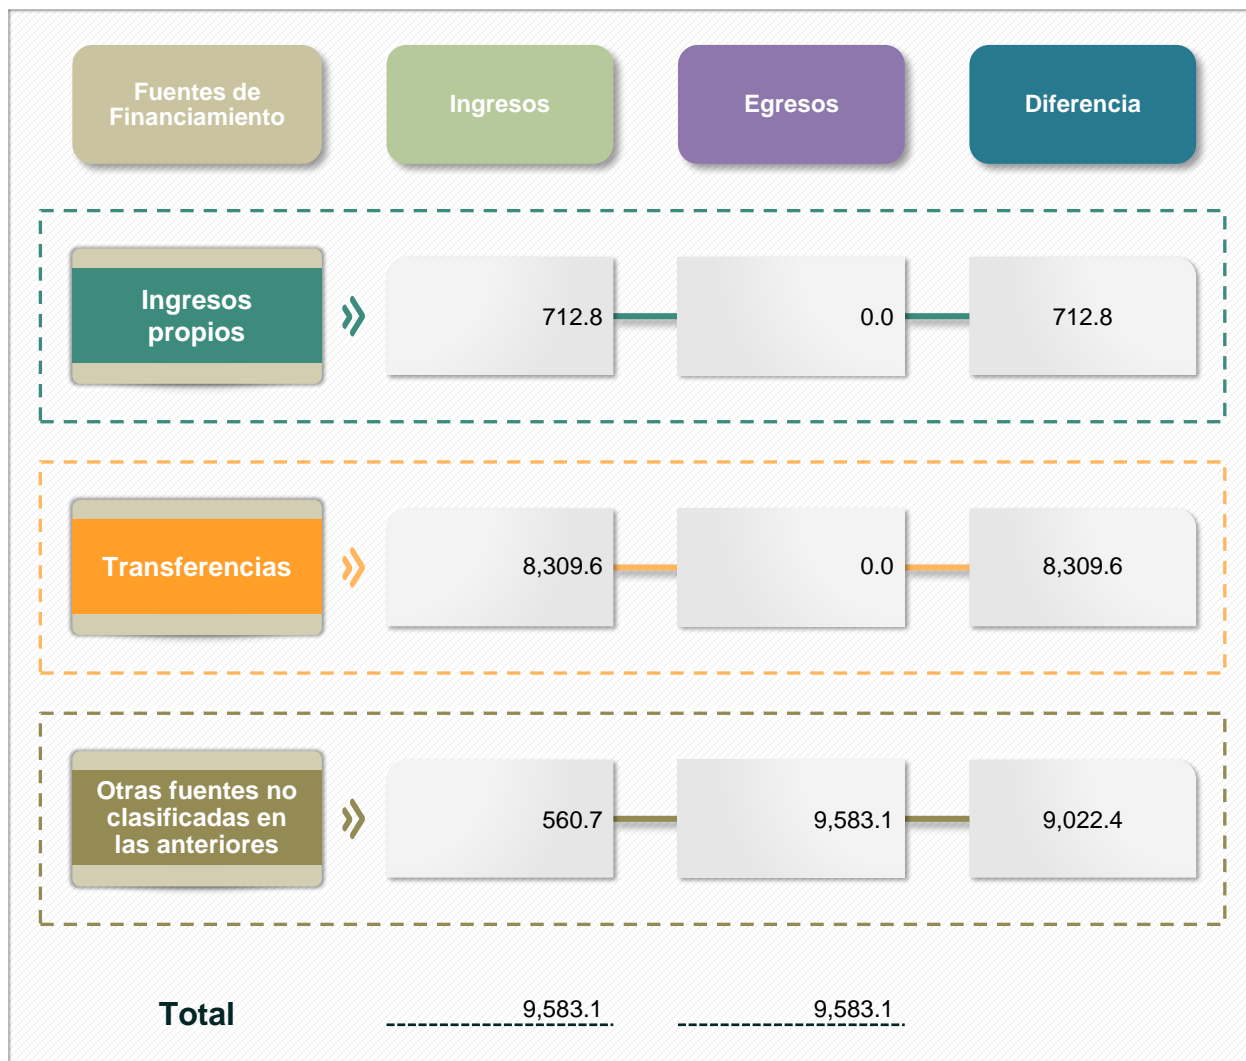 Fuentes de
Financiamiento
Ingresos
Egresos
Diferencia
Ingresos
propios
712.8
0.0
712.8
Transferencias
8,309.6
0.0
8,309.6
Otras fuentes no
clasificadas en
las anteriores
560.7
9,583.1
9,022.4
Total
9,583.1
9,583.1